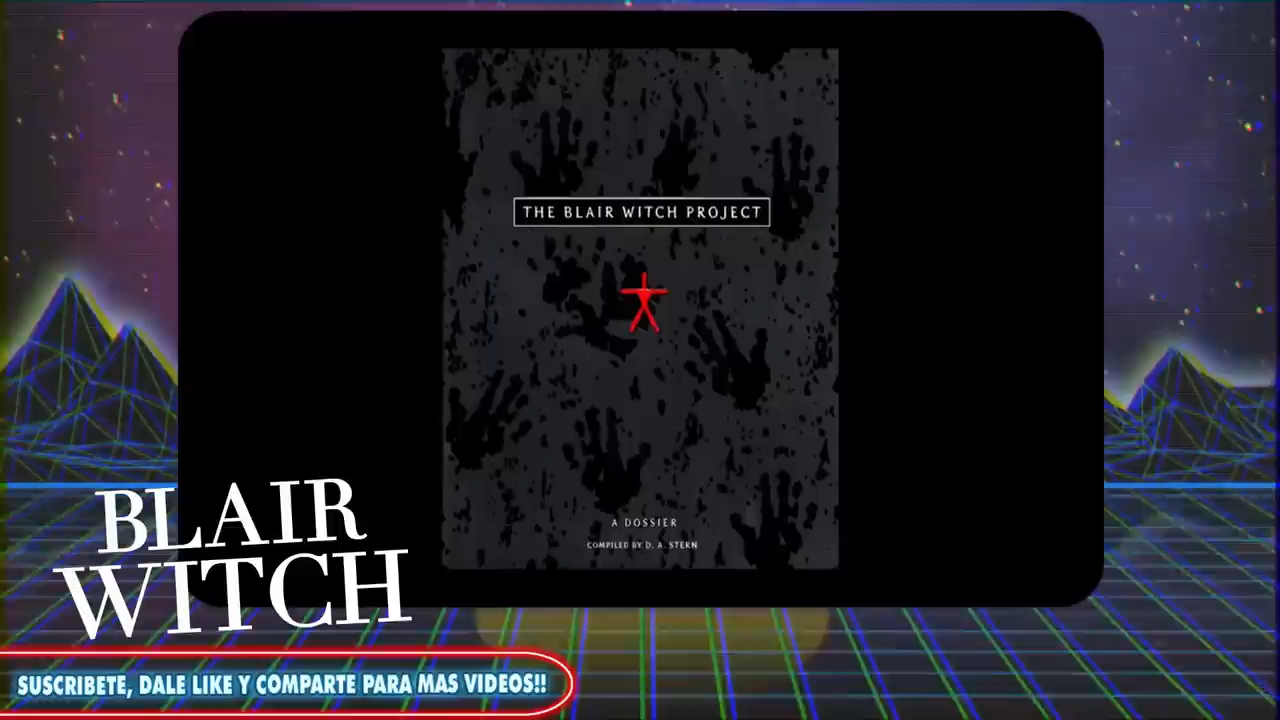 THE BLAIR WITCH PROJECT
A DOSSIER
COMPILED BY D. A. STERN
BLAIR
WITCH
SUSCRIBETE, DALE LIKE Y COMPARTE PARA MAS VIDEOS!!